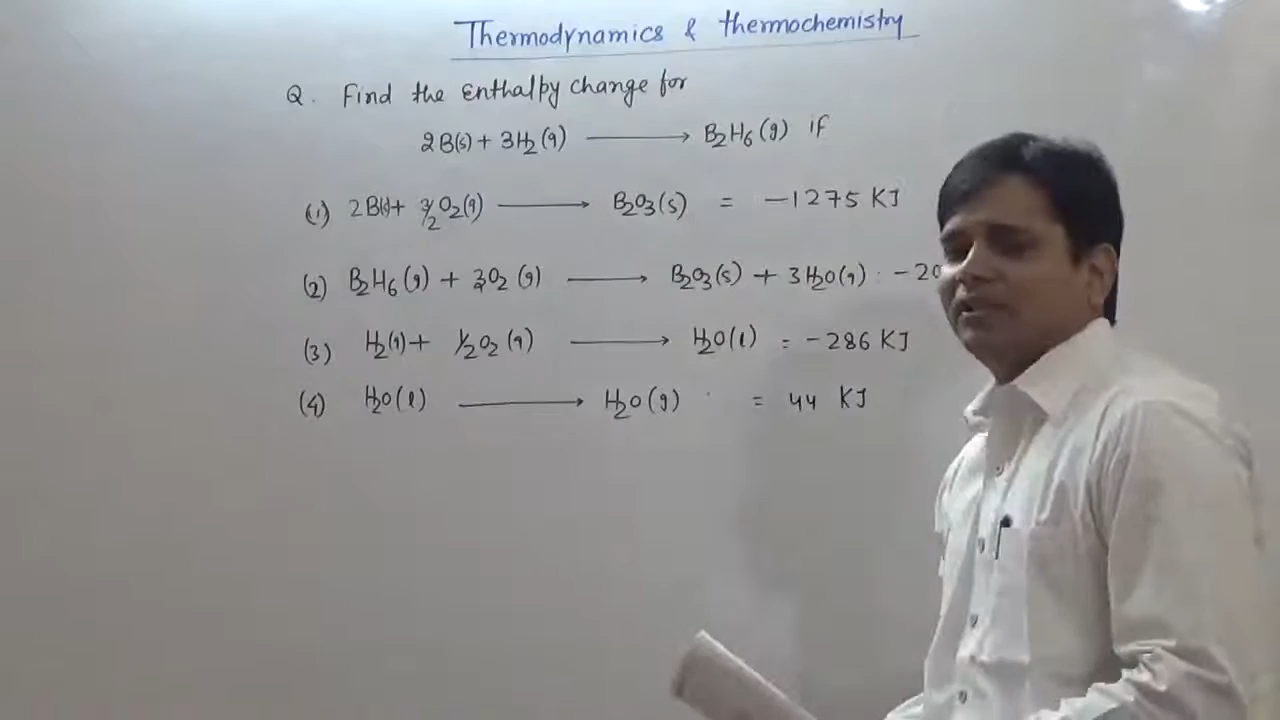 Thermodynamics & thermochemistry
Q. Find the Enthalpy change for
2B(s) + 3H2(g) ⟶ B2H6(g) if
(1) 2B(s) + 3/2O2(g) ⟶ B2O3(s) = -1275 KJ
(2) B2H6(g) + 3O2(g) ⟶ B2O3(s) + 3H2O(g) . -20
(3) H2(g) + 1/2O2(g) ⟶ H2O(l) = -286 KJ
(4) H2O(l) ⟶ H2O(g) = 44 KJ